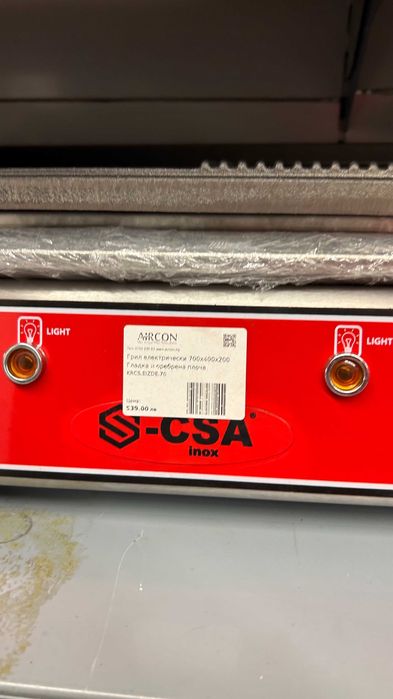 LIGHT
LIGHT
AIRCON
Грил електрически 700x400x200
Гладка и оребрена плоча
Цена:
539.00 лв
S-CSA®
inox